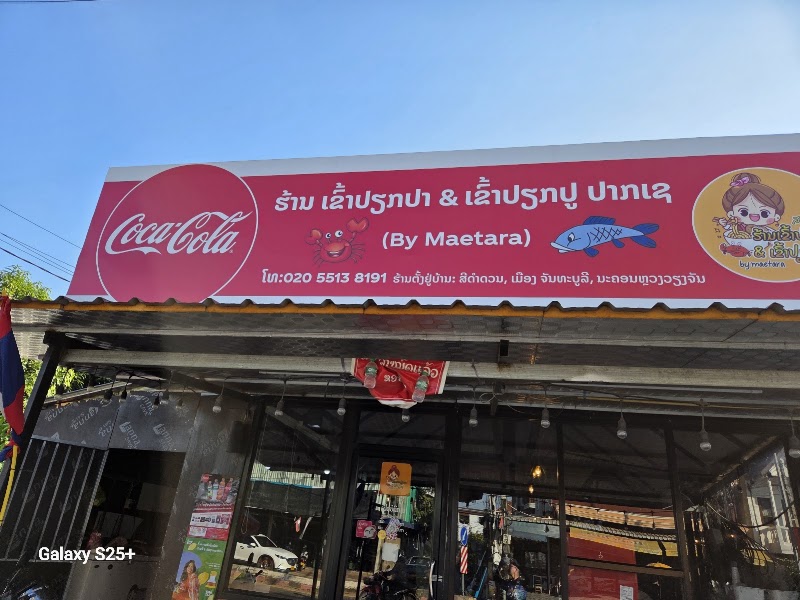 Coca-Cola
ຮ້ານ ເຂົ້າປຽກປາ & ເຂົ້າປຽກປູ ປາກເຊ
(By Maetara)
ໂທ:020 5513 8191 ຮ້ານຕັ້ງຢູ່ບ້ານ: ສີດຳດວນ, ເມືອງ ຈັນທະບູລີ, ນະຄອນຫຼວງວຽງຈັນ
by maetara
Galaxy S25+